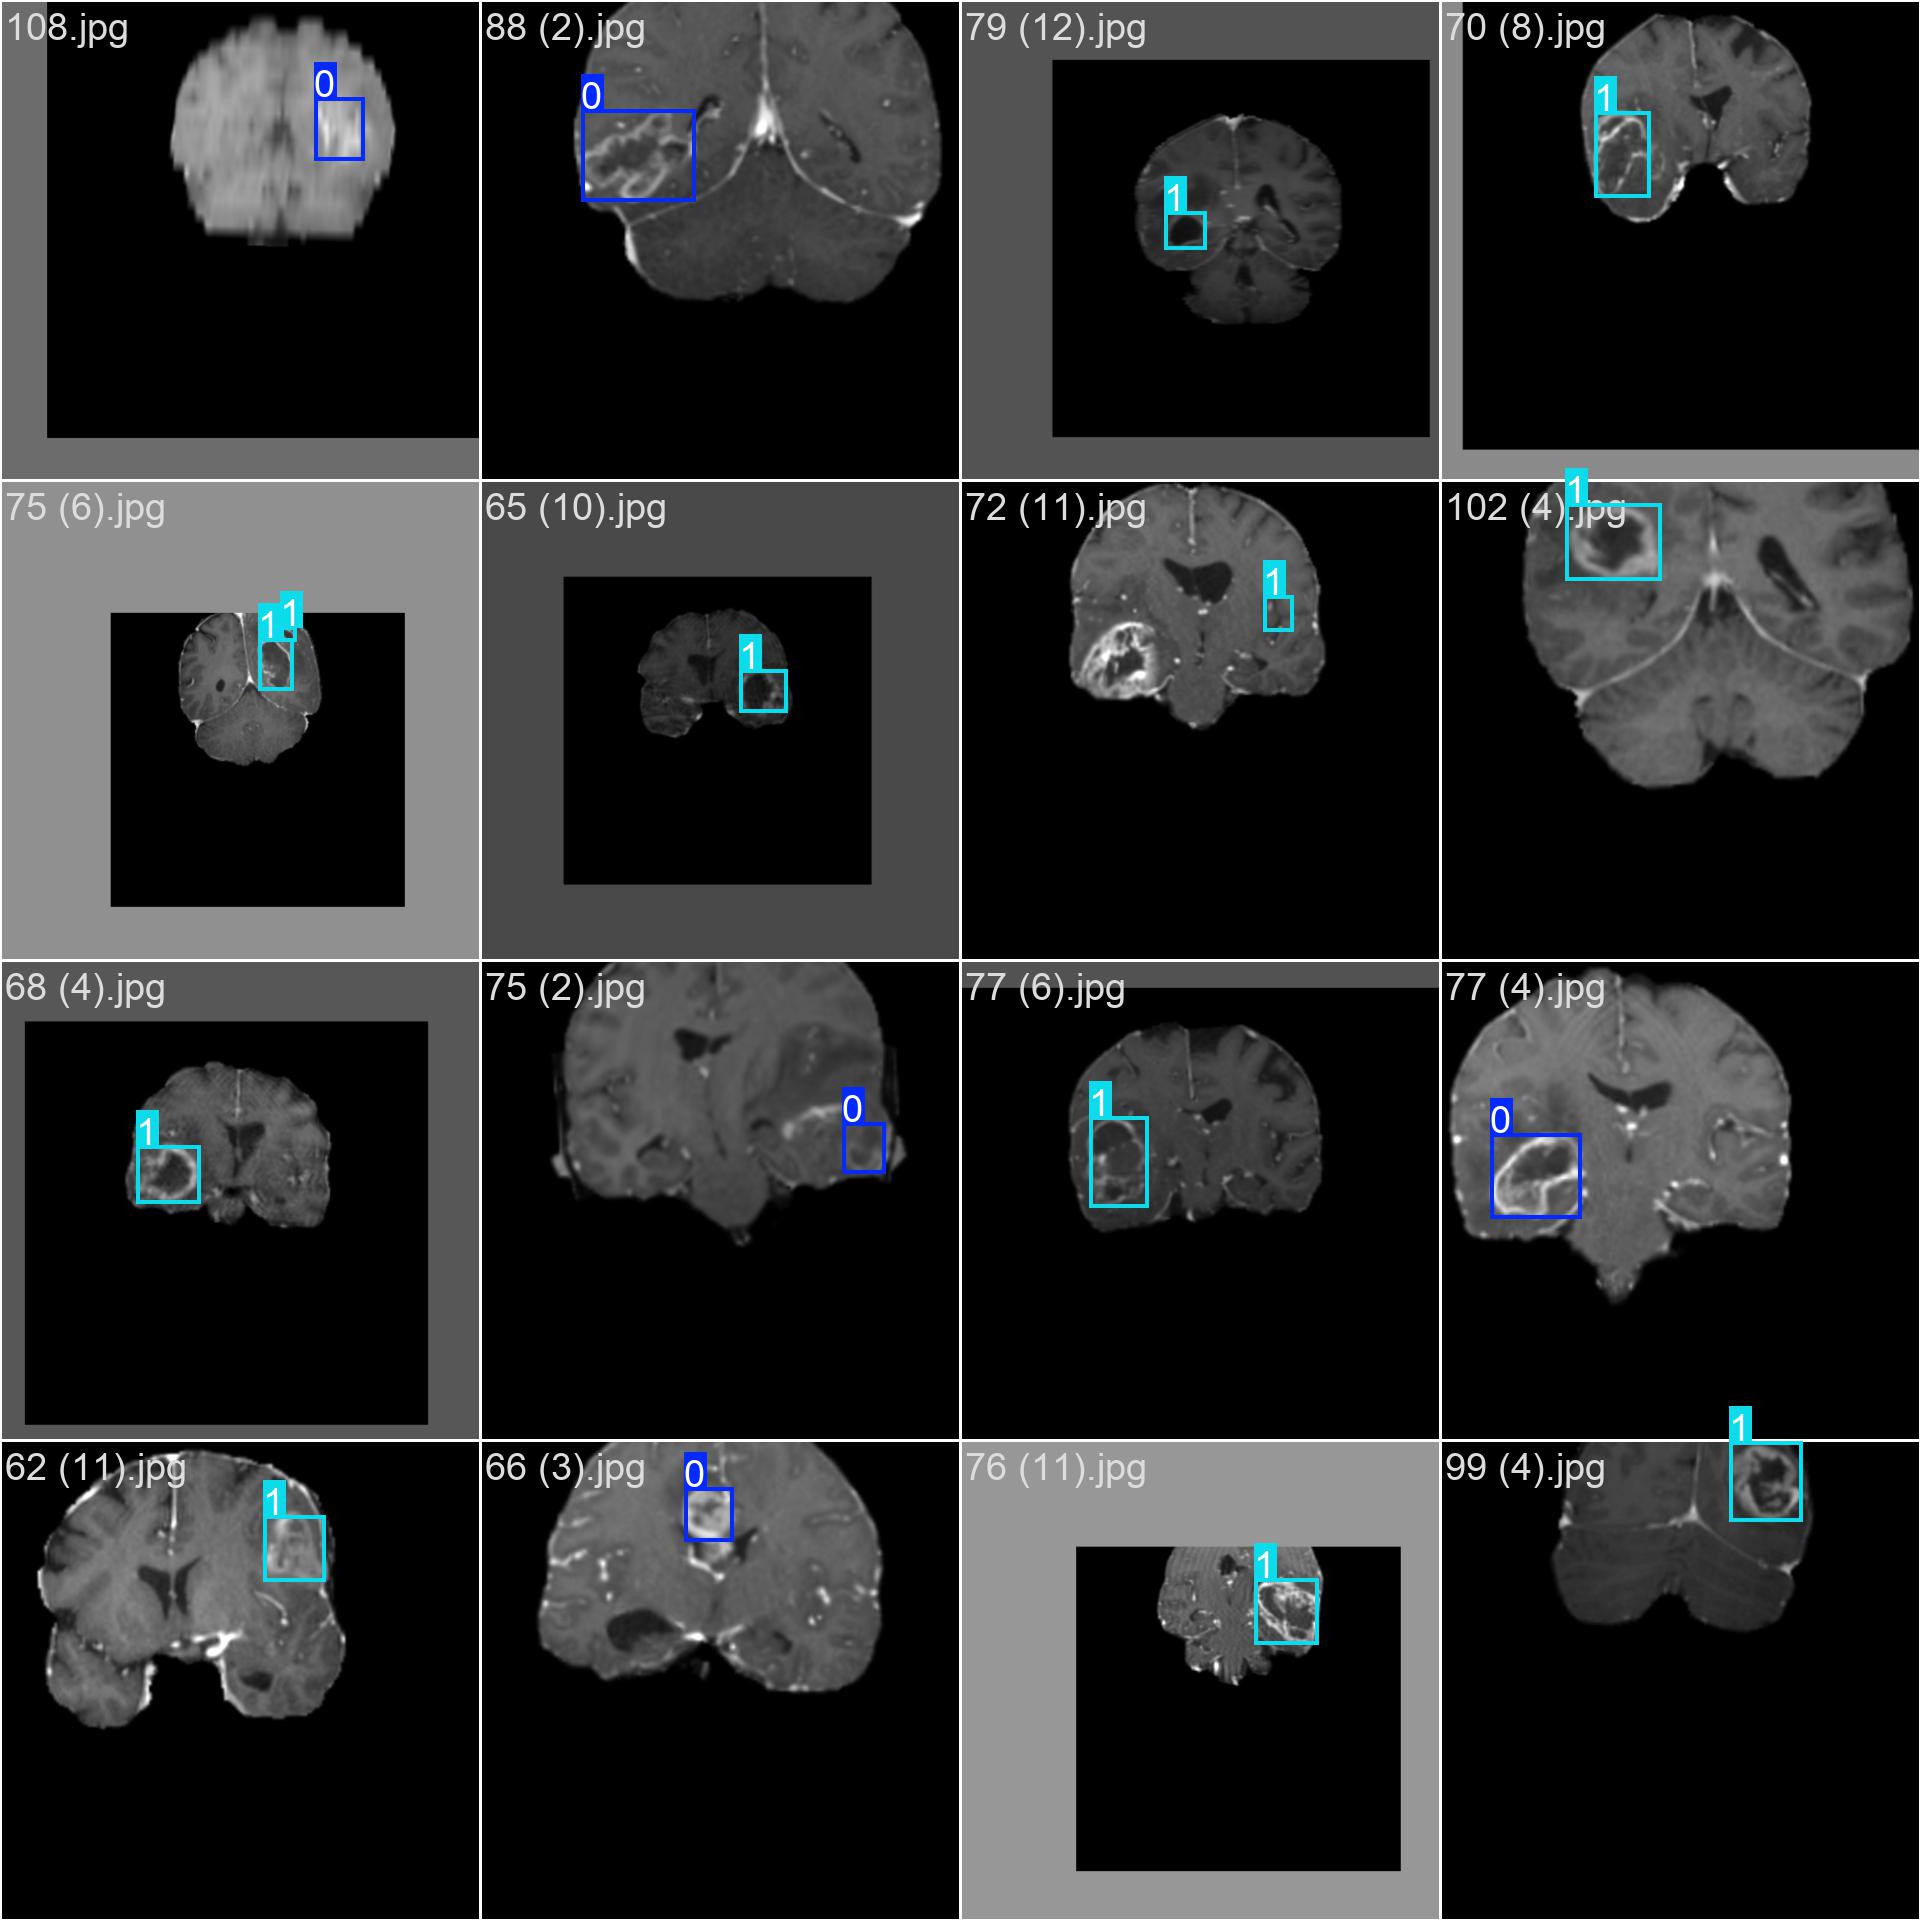 108.jpg
0
88 (2).jpg
0
79 (12).jpg
1
70 (8).jpg
1
75 (6).jpg
1
1
65 (10).jpg
1
72 (11).jpg
1
102 (4).jpg
1
68 (4).jpg
1
75 (2).jpg
0
77 (6).jpg
1
77 (4).jpg
0
62 (11).jpg
1
66 (3).jpg
0
76 (11).jpg
1
99 (4).jpg
1